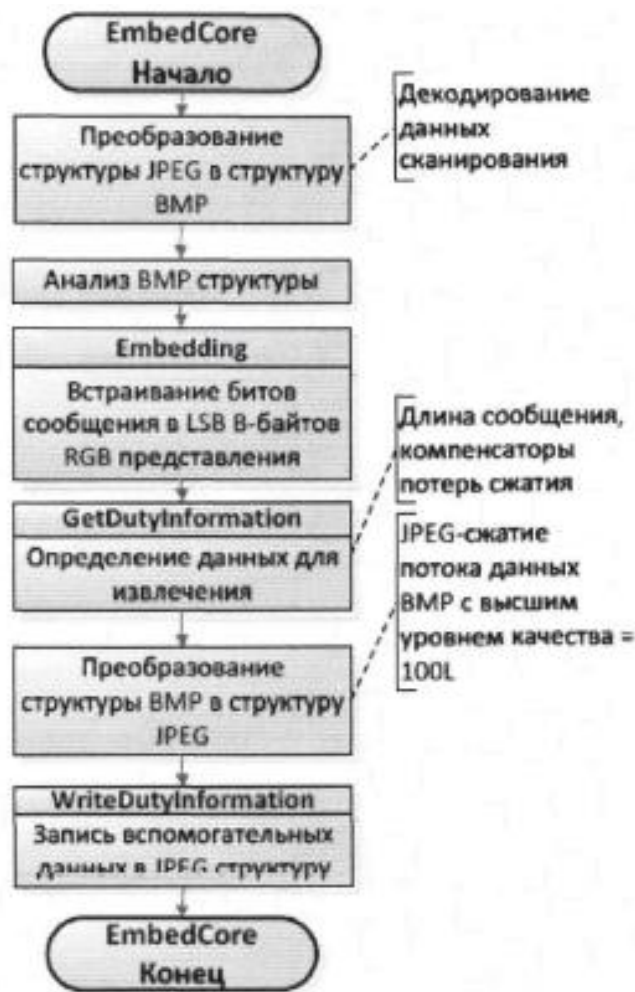 EmbedCore
Начало
Преобразование
структуры JPEG в структуру
BMP
Декодирование
данных
сканирования
Анализ BMP структуры
Embedding
Встраивание битов
сообщения в LSB B-байтов
RGB представления
Длина сообщения,
компенсаторы
потерь сжатия
GetDutyInformation
Определение данных для
извлечения
JPEG-сжатие
потока данных
BMP с высшим
уровнем качества =
100L
Преобразование
структуры BMP в структуру
JPEG
WriteDutyInformation
Запись вспомогательных
данных в JPEG структуру
EmbedCore
Конец